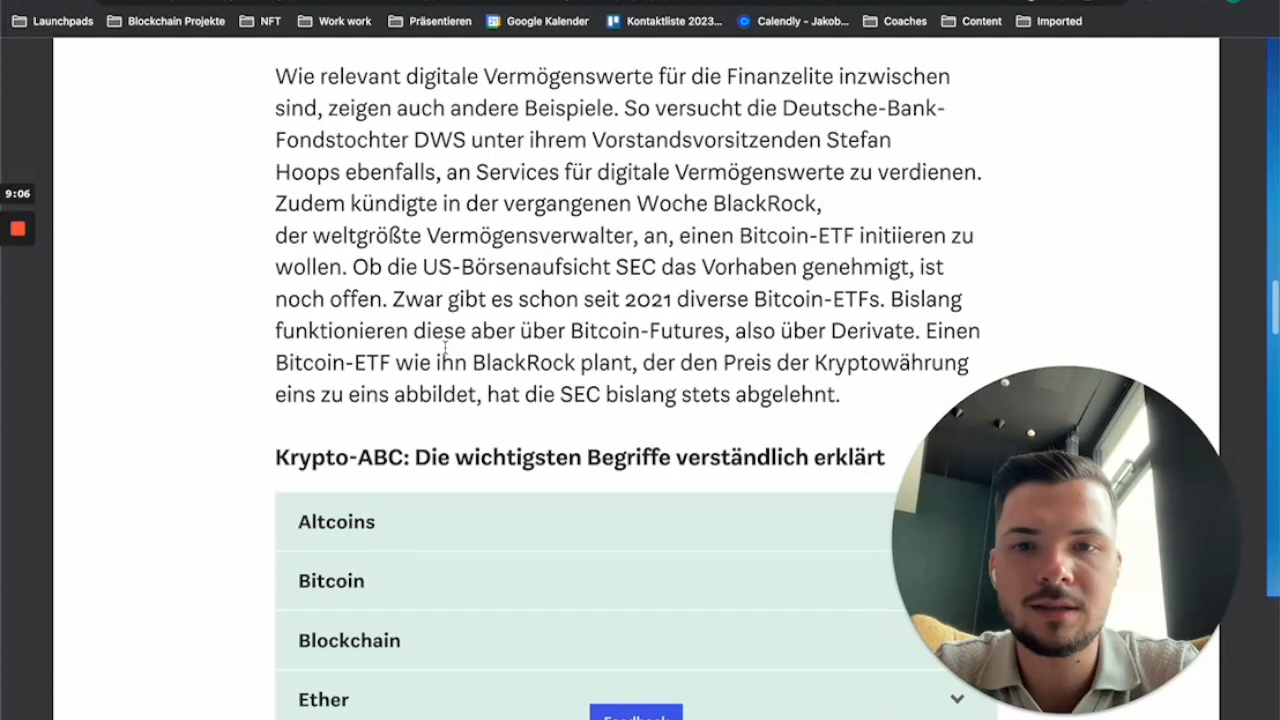 Launchpads Blockchain Projekte NFT Work work Präsentieren Google Kalender Kontaktliste 2023... Calendly - Jakob... Coaches Content Imported
Wie relevant digitale Vermögenswerte für die Finanzelite inzwischen
sind, zeigen auch andere Beispiele. So versucht die Deutsche-Bank-
Fondstochter DWS unter ihrem Vorstandsvorsitzenden Stefan
Hoops ebenfalls, an Services für digitale Vermögenswerte zu verdienen.
9:06
Zudem kündigte in der vergangenen Woche BlackRock,
der weltgrößte Vermögensverwalter, an, einen Bitcoin-ETF initiieren zu
wollen. Ob die US-Börsenaufsicht SEC das Vorhaben genehmigt, ist
noch offen. Zwar gibt es schon seit 2021 diverse Bitcoin-ETFs. Bislang
funktionieren diese aber über Bitcoin-Futures, also über Derivate. Einen
Bitcoin-ETF wie ihn BlackRock plant, der den Preis der Kryptowährung
eins zu eins abbildet, hat die SEC bislang stets abgelehnt.
Krypto-ABC: Die wichtigsten Begriffe verständlich erklärt
Altcoins
Bitcoin
Blockchain
Ether
Feedback